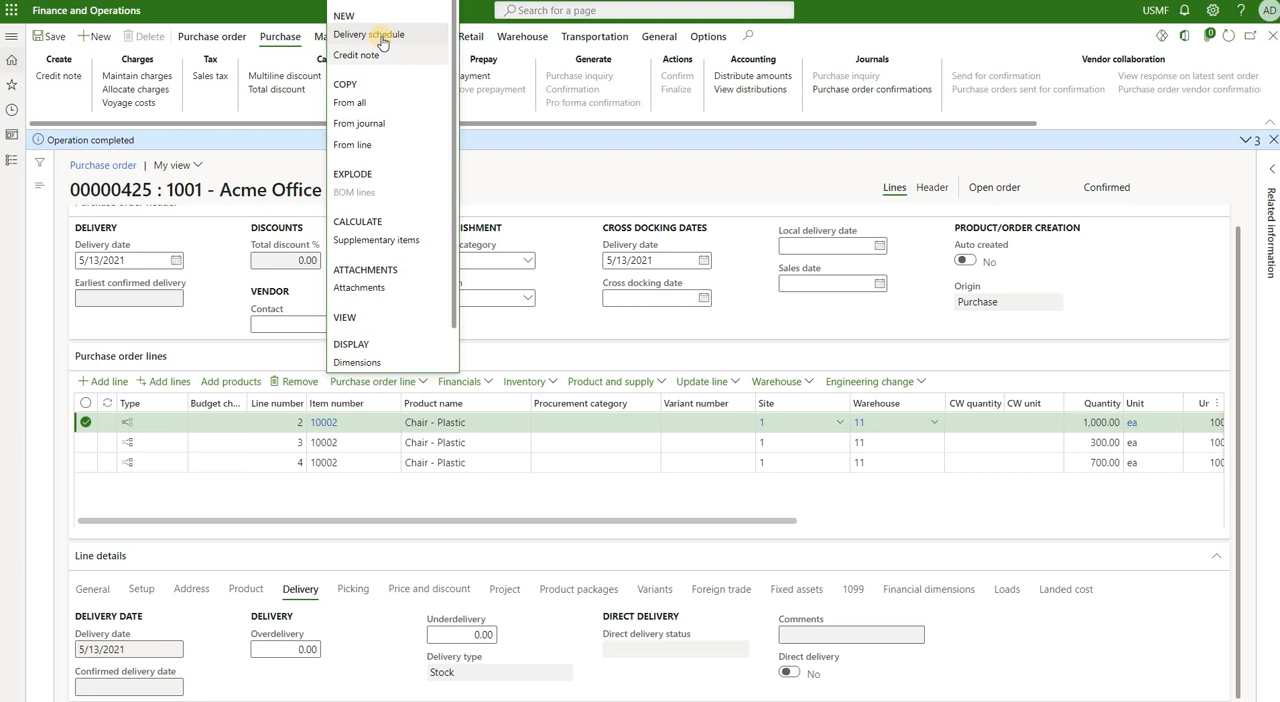 Finance and Operations
Search for a page
USMF
?
AD
Save
New
Delete
Purchase order
Purchase
Retail
Warehouse
Transportation
General
Options
0
Create
Credit note
Charges
Maintain charges
Allocate charges
Voyage costs
Tax
Sales tax
Multiline discount
Total discount
Prepay
Generate
Purchase inquiry
Confirmation
Pro forma confirmation
Actions
Confirm
Finalize
Accounting
Distribute amounts
View distributions
Journals
Purchase inquiry
Purchase order confirmations
Vendor collaboration
Send for confirmation
Purchase orders sent for confirmation
View response on latest sent order
Purchase order vendor
NEW
Delivery schedule
Credit note
COPY
From all
From journal
From line
EXPLODE
BOM lines
CALCULATE
Supplementary items
ATTACHMENTS
Attachments
VIEW
DISPLAY
Dimensions
Operation completed
3
Purchase order | My view
00000425 : 1001 - Acme Office
Lines
Header
Open order
Confirmed
Related information
DELIVERY
Delivery date
5/13/2021
Earliest confirmed delivery
DISCOUNTS
Total discount %
0.00
VENDOR
Contact
category
CROSS DOCKING DATES
Delivery date
5/13/2021
Cross docking date
Local delivery date
Sales date
PRODUCT/ORDER CREATION
Auto created
No
Origin
Purchase
Purchase order lines
Add line
Add lines
Add products
Remove
Purchase order line
Financials
Inventory
Product and supply
Update line
Warehouse
Engineering change
Type Budget ch... Line number Item number Product name Procurement category Variant number Site Warehouse CW quantity CW unit Quantity Unit
2 10002 Chair - Plastic 1 11 1,000.00 ea
3 10002 Chair - Plastic 1 11 300.00 ea
4 10002 Chair - Plastic 1 11 700.00 ea
Line details
General Setup Address Product Delivery Picking Price and discount Project Product packages Variants Foreign trade Fixed assets 1099 Financial dimensions Loads Landed cost
DELIVERY DATE
Delivery date
5/13/2021
Confirmed delivery date
DELIVERY
Overdelivery
0.00
Underdelivery
0.00
Delivery type
Stock
DIRECT DELIVERY
Direct delivery status
Comments
Direct delivery
No